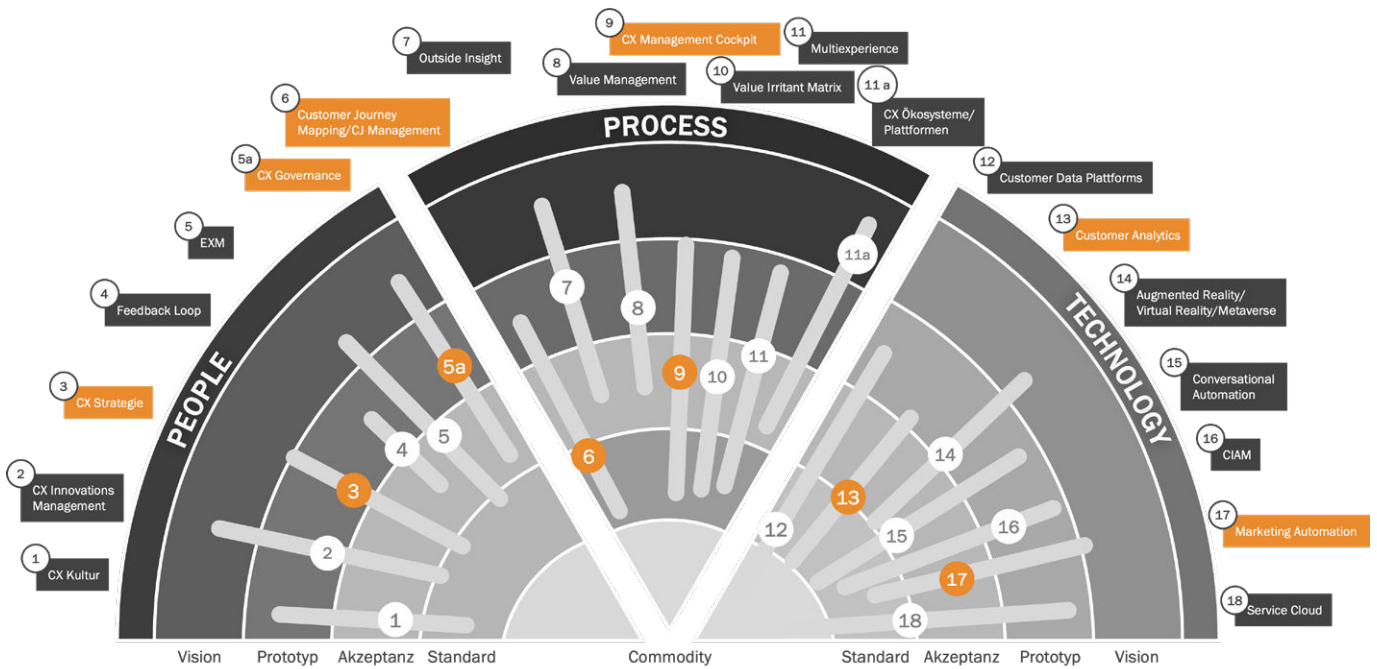 1
CX Kultur
2
CX Innovations
Management
3
CX Strategie
4
Feedback Loop
5
EXM
5a
CX Governance
6
Customer Journey
Mapping/CJ Management
7
Outside Insight
8
Value Management
9
CX Management Cockpit
10
Value Irritant Matrix
11
Multiexperience
11 a
CX Ökosysteme/
Plattformen
12
Customer Data Plattforms
13
Customer Analytics
14
Augmented Reality/
Virtual Reality/Metaverse
15
Conversational
Automation
16
CIAM
17
Marketing Automation
18
Service Cloud
PEOPLE
PROCESS
TECHNOLOGY
1
2
3
4
5
5a
6
7
8
9
10
11
11a
12
13
14
15
16
17
18
Vision Prototyp Akzeptanz Standard Commodity Standard Akzeptanz Prototyp Vision